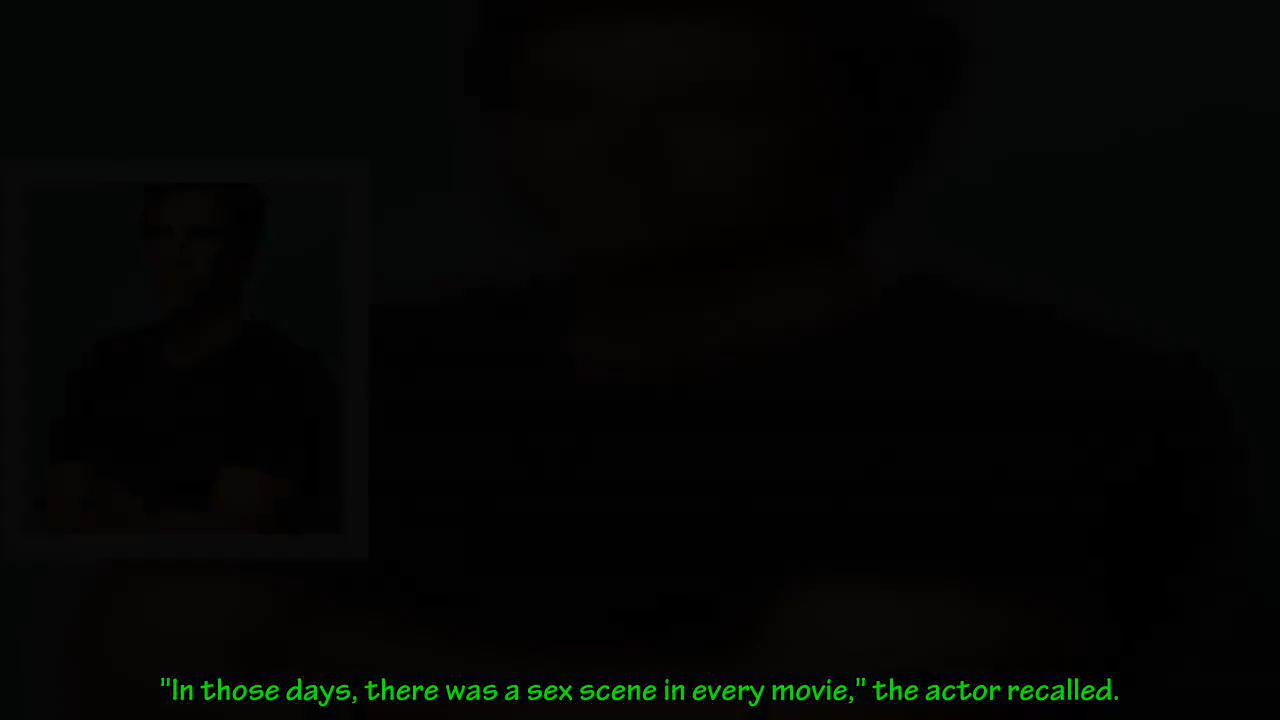 "In those days, there was a sex scene in every movie," the actor recalled.